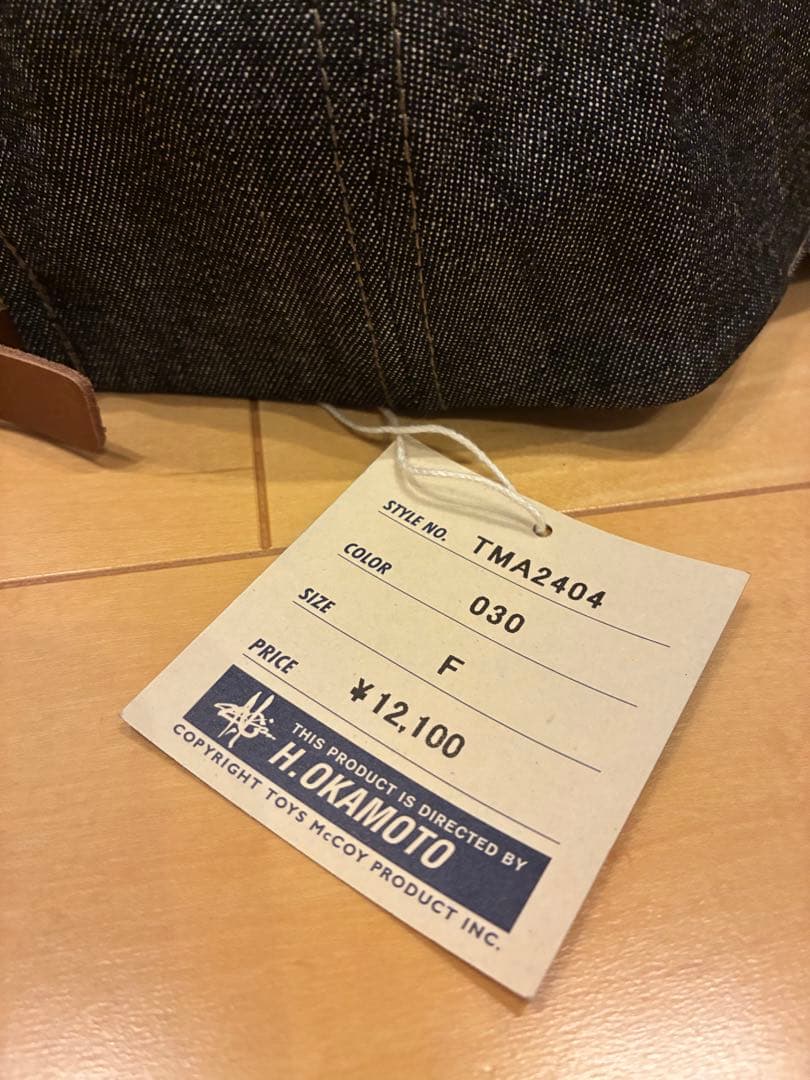 STYLE NO. TMA2404
COLOR 030
SIZE F
PRICE ¥12,100
THIS PRODUCT IS DIRECTED BY
H.OKAMOTO
COPYRIGHT TOYS McCOY PRODUCT INC.